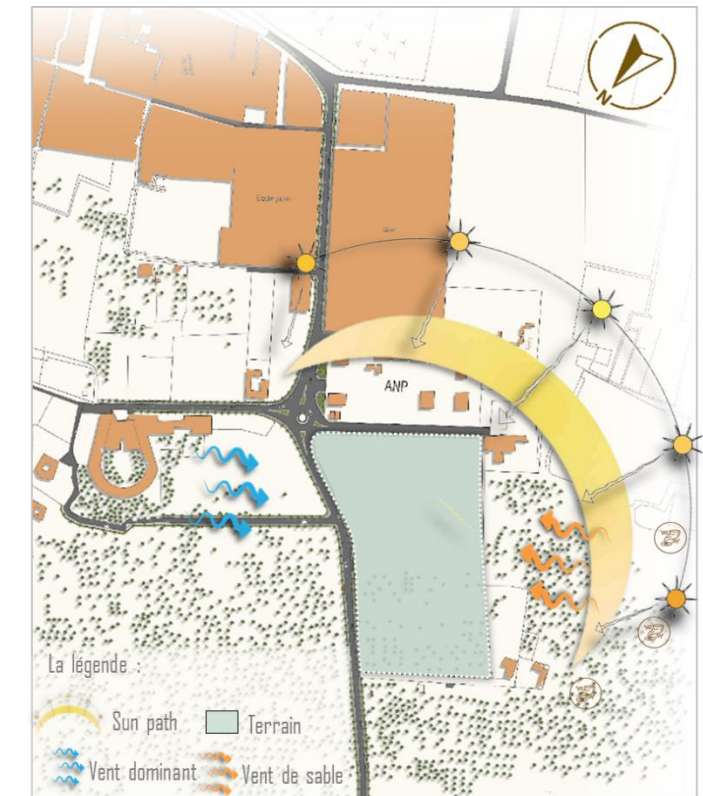 N
ANP
La légende :
Sun path
Terrain
Vent dominant
Vent de sable